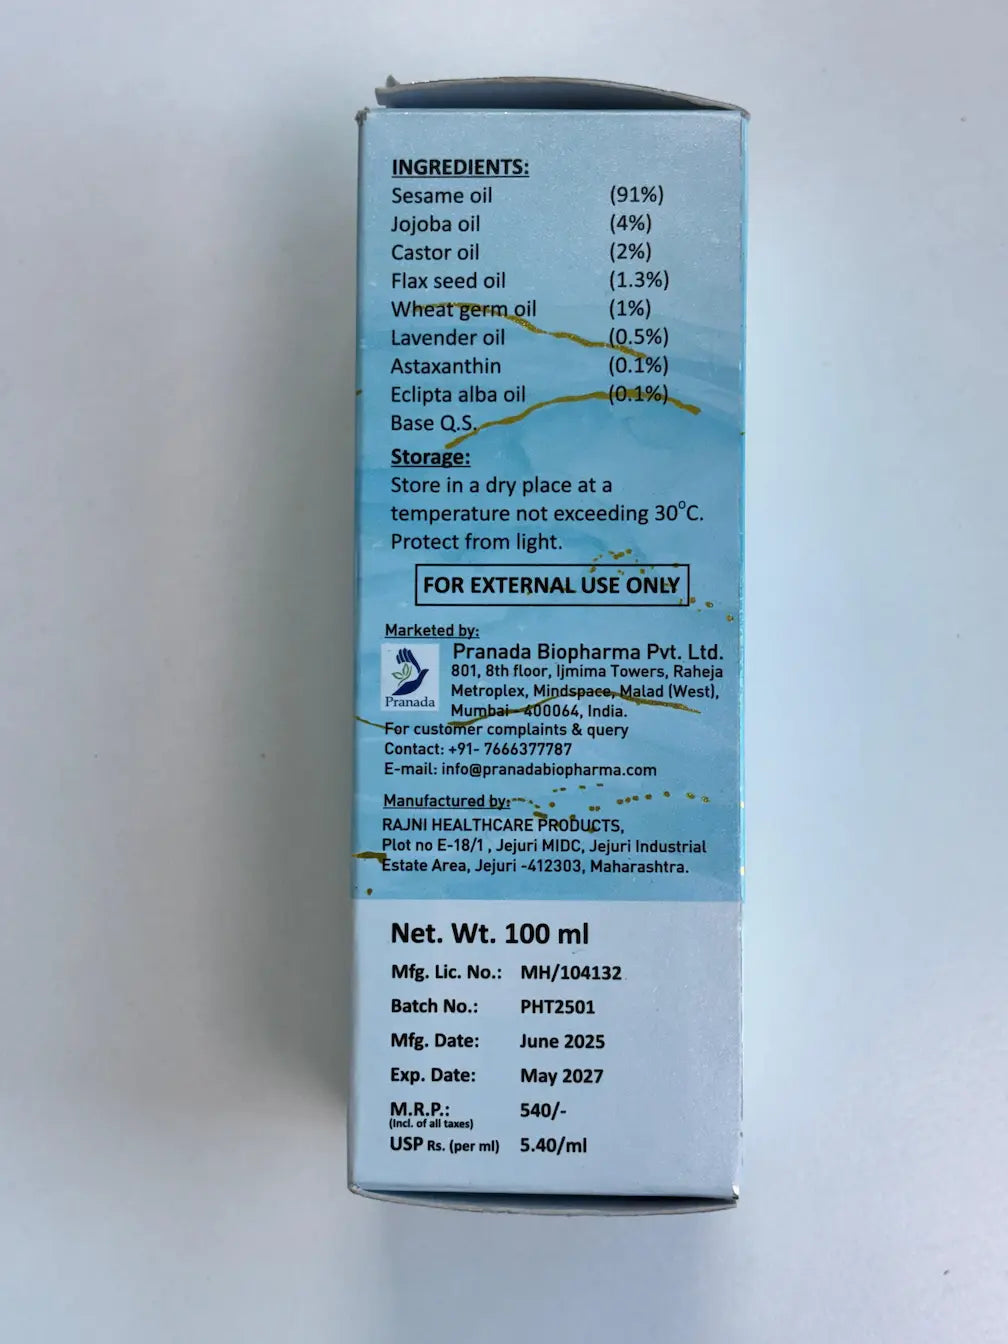 INGREDIENTS:
Sesame oil (91%)
Jojoba oil (4%)
Castor oil (2%)
Flax seed oil (1.3%)
Wheat germ oil (1%)
Lavender oil (0.5%)
Astaxanthin (0.1%)
Eclipta alba oil (0.1%)
Base Q.S.
Storage:
Store in a dry place at a
temperature not exceeding 30°C.
Protect from light.
FOR EXTERNAL USE ONLY
Marketed by:
Pranada
Pranada Biopharma Pvt. Ltd.
801, 8th floor, Ijmima Towers, Raheja
Metroplex, Mindspace, Malad (West),
Mumbai - 400064, India.
For customer complaints & query
Contact: +91- 7666377787
E-mail: info@pranadabiopharma.com
Manufactured by:
RAJNI HEALTHCARE PRODUCTS,
Plot no E-18/1 , Jejuri MIDC, Jejuri Industrial
Estate Area, Jejuri -412303, Maharashtra.
Net. Wt. 100 ml
Mfg. Lic. No.: MH/104132
Batch No.: PHT2501
Mfg. Date: June 2025
Exp. Date: May 2027
M.R.P.: 540/-
(Incl. of all taxes)
USP Rs. (per ml) 5.40/ml